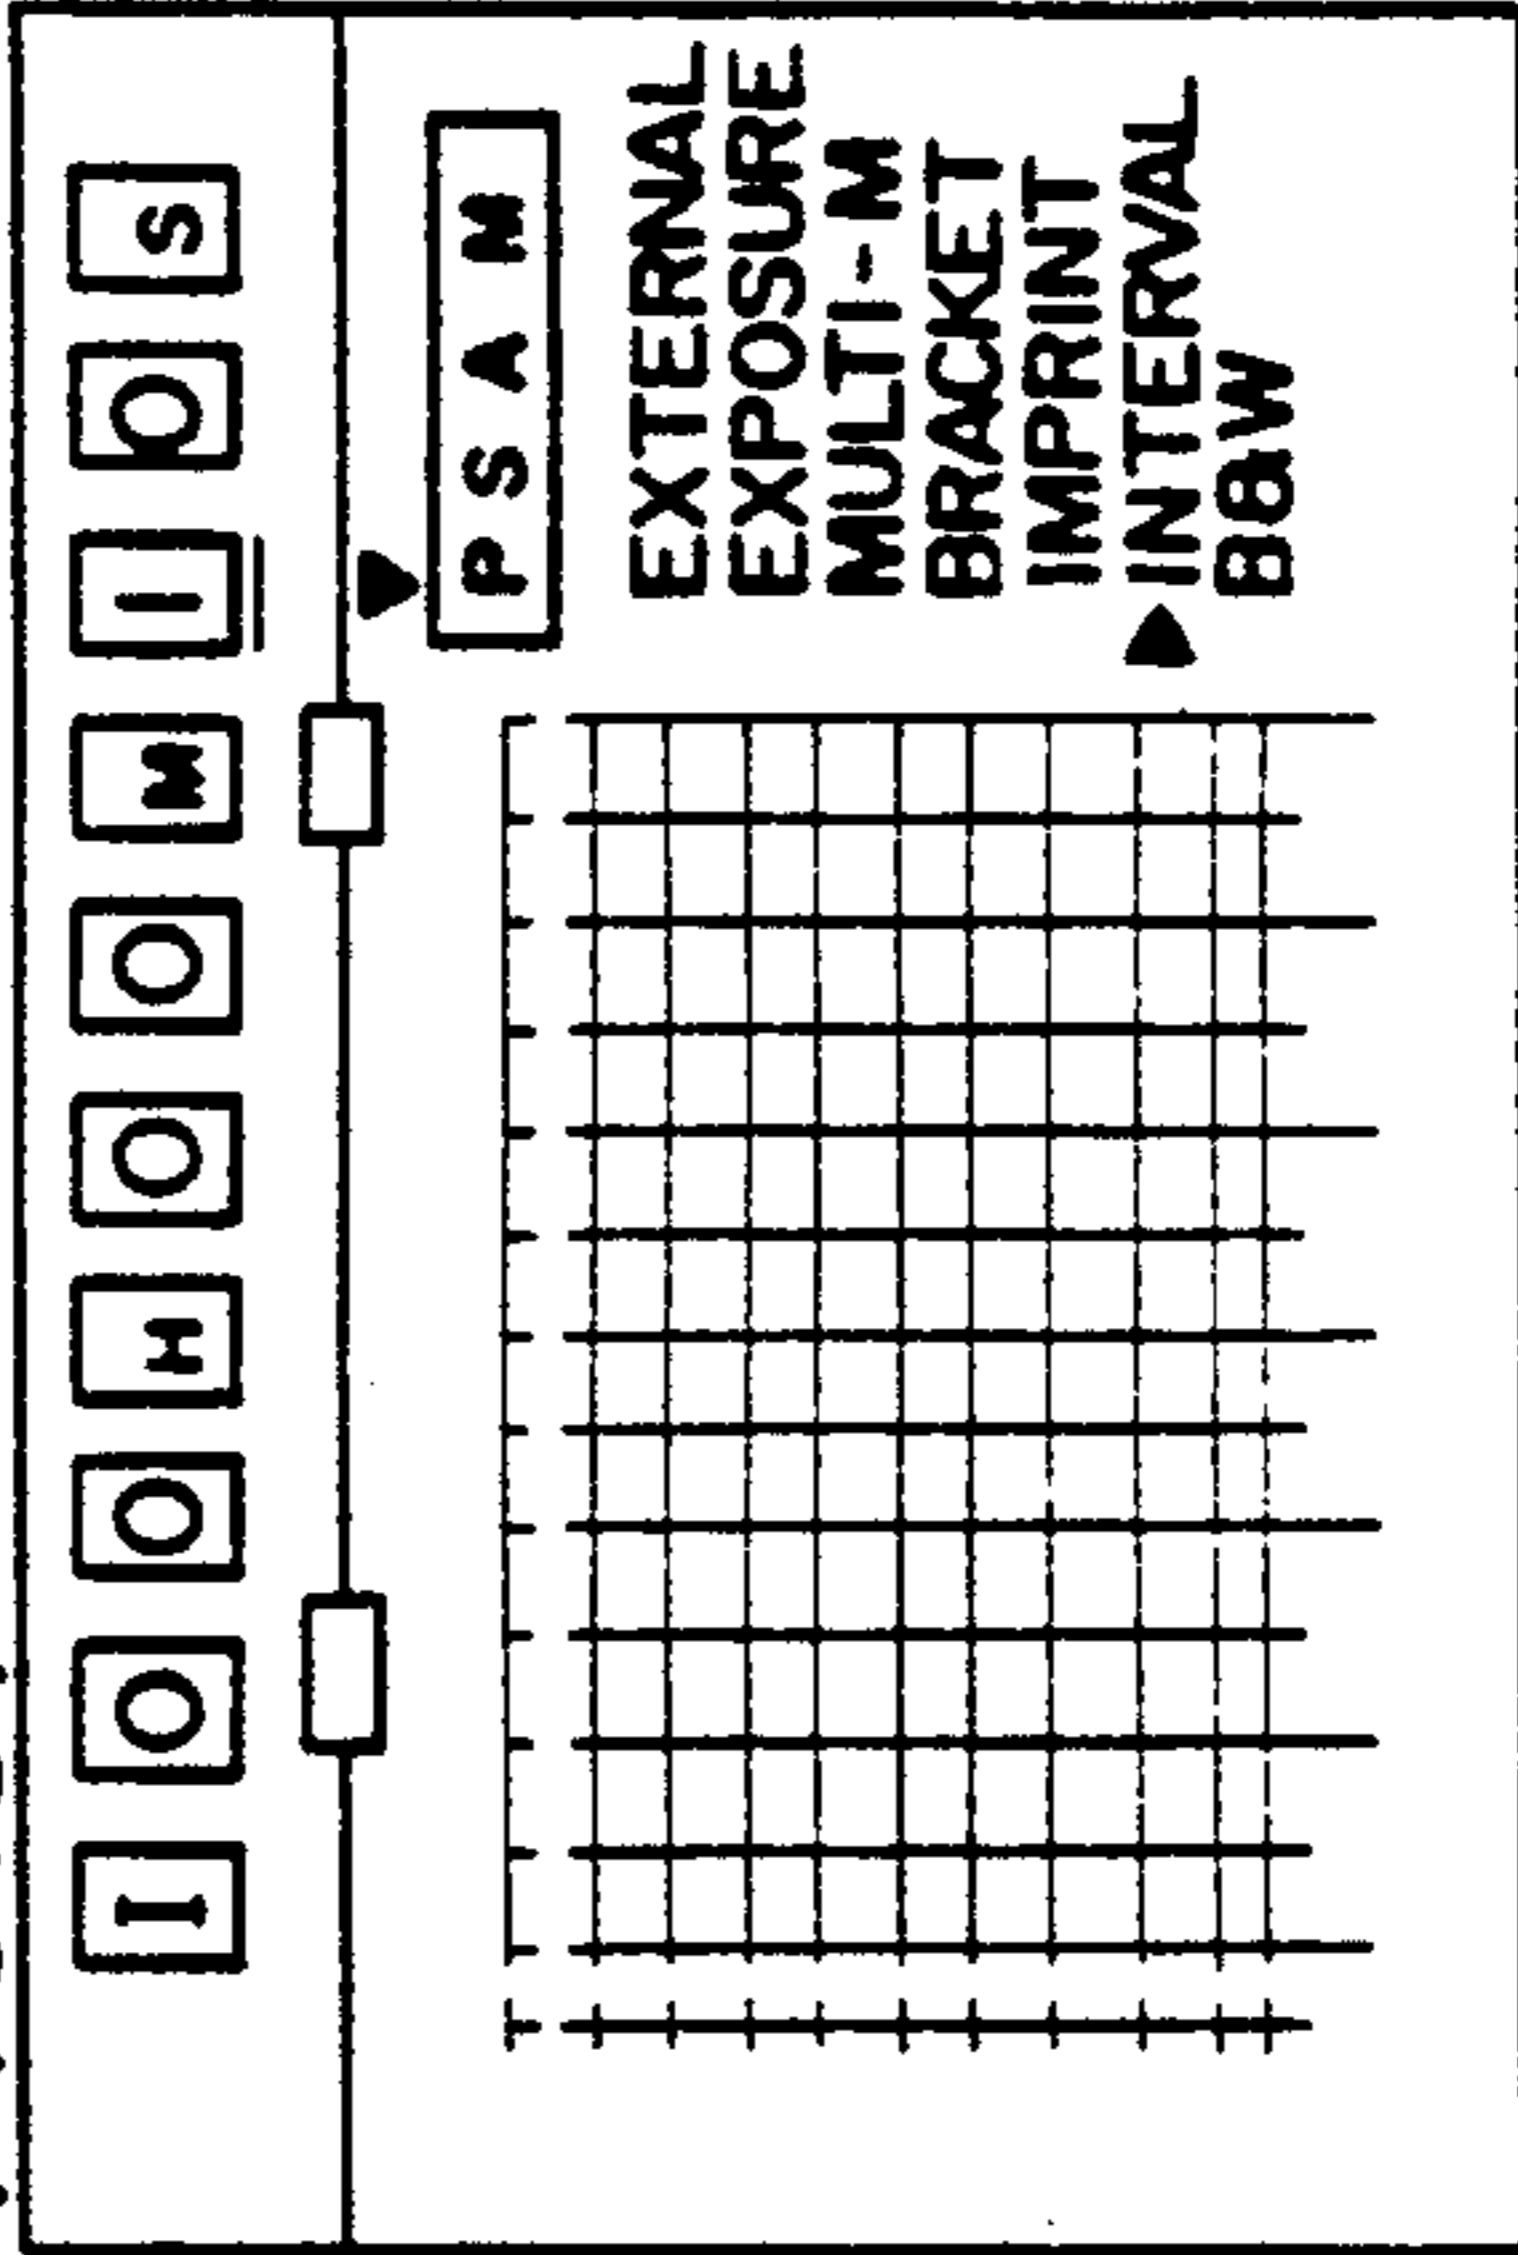 I O O H O O M I O S
P S A M
EXTERNAL
EXPOSURE
MULTI-M
BRACKET
IMPRINT
INTERVAL
B&W